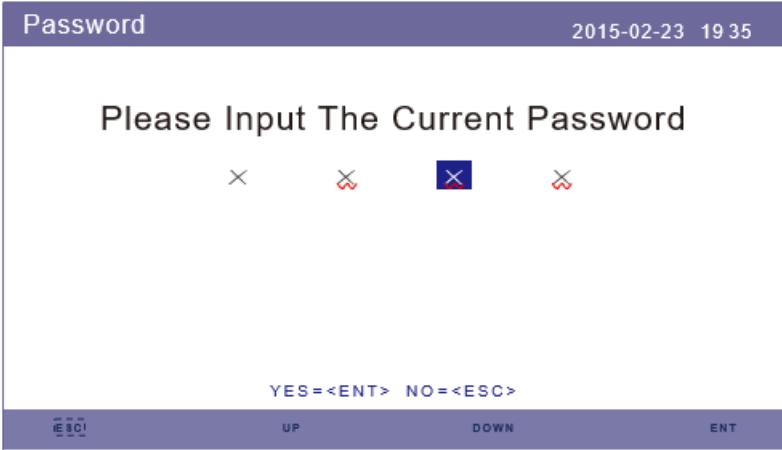 Password
2015-02-23 19 35
Please Input The Current Password
× × × ×
YES=<ENT> NO=<ESC>
ESC UP DOWN ENT